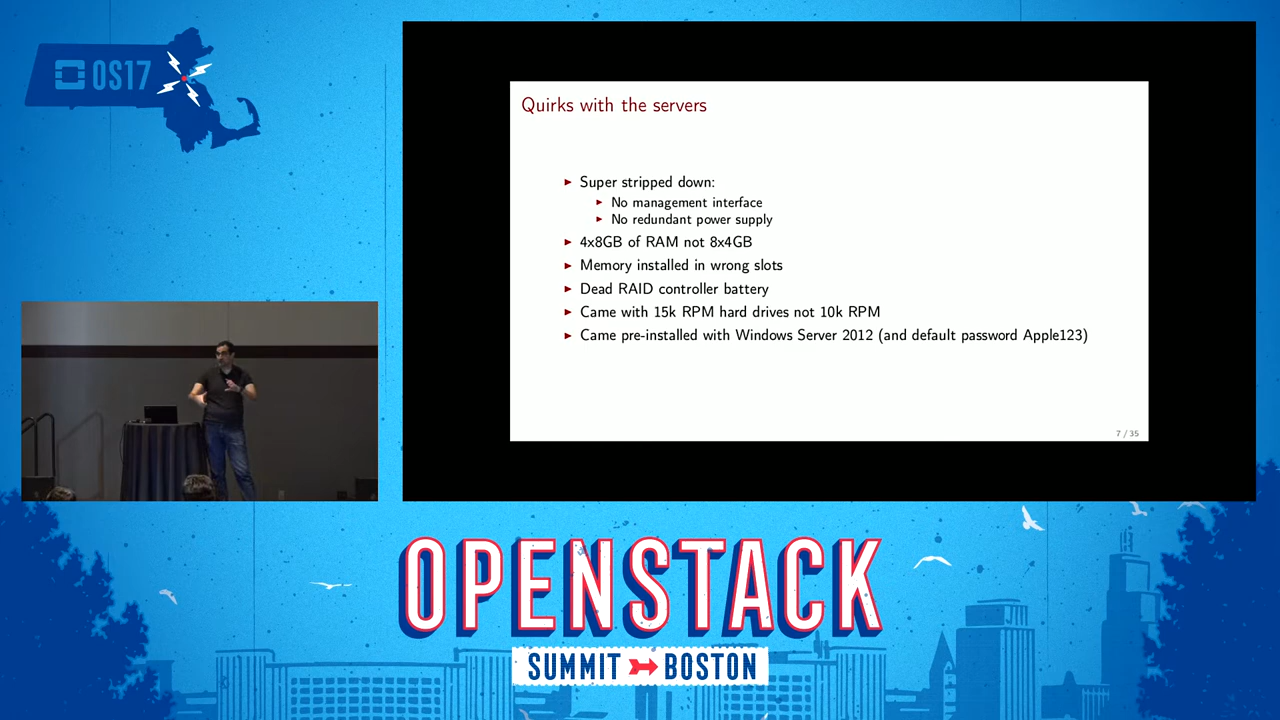 OS17
Quirks with the servers
Super stripped down:
No management interface
No redundant power supply
4x8GB of RAM not 8x4GB
Memory installed in wrong slots
Dead RAID controller battery
Came with 15k RPM hard drives not 10k RPM
Came pre-installed with Windows Server 2012 (and default password Apple123)
7 / 35
OPENSTACK
SUMMIT BOSTON